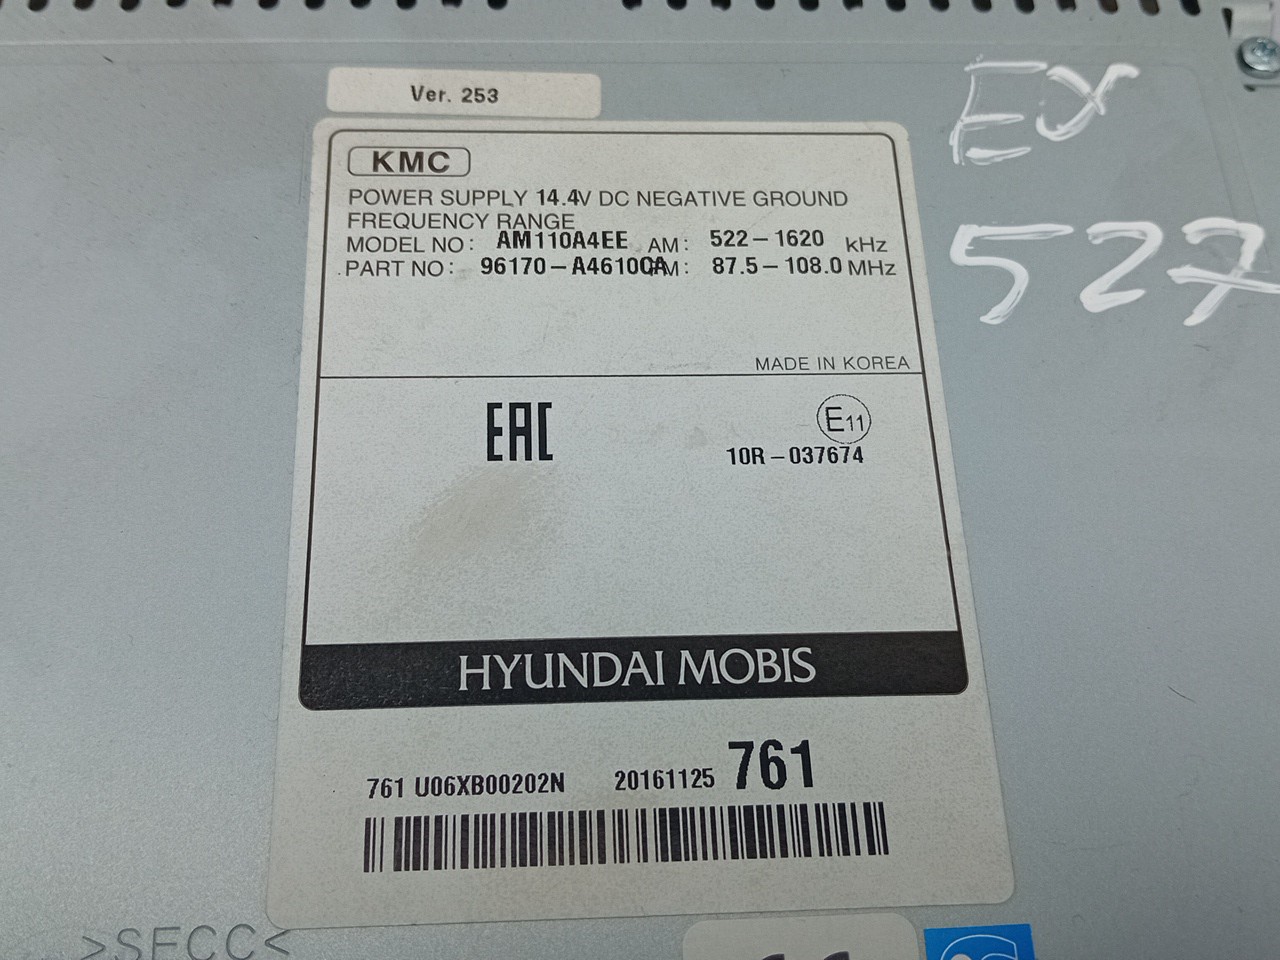 Ver. 253
KMC
POWER SUPPLY 14.4V DC NEGATIVE GROUND
FREQUENCY RANGE
MODEL NO: AM110A4EE AM: 522-1620 kHz
PART NO: 96170-A4610CA M: 87.5-108.0 MHz
MADE IN KOREA
EAC
E11
10R-037674
HYUNDAI MOBIS
761 U06XB00202N 20161125 761
>SECC<
EX
527